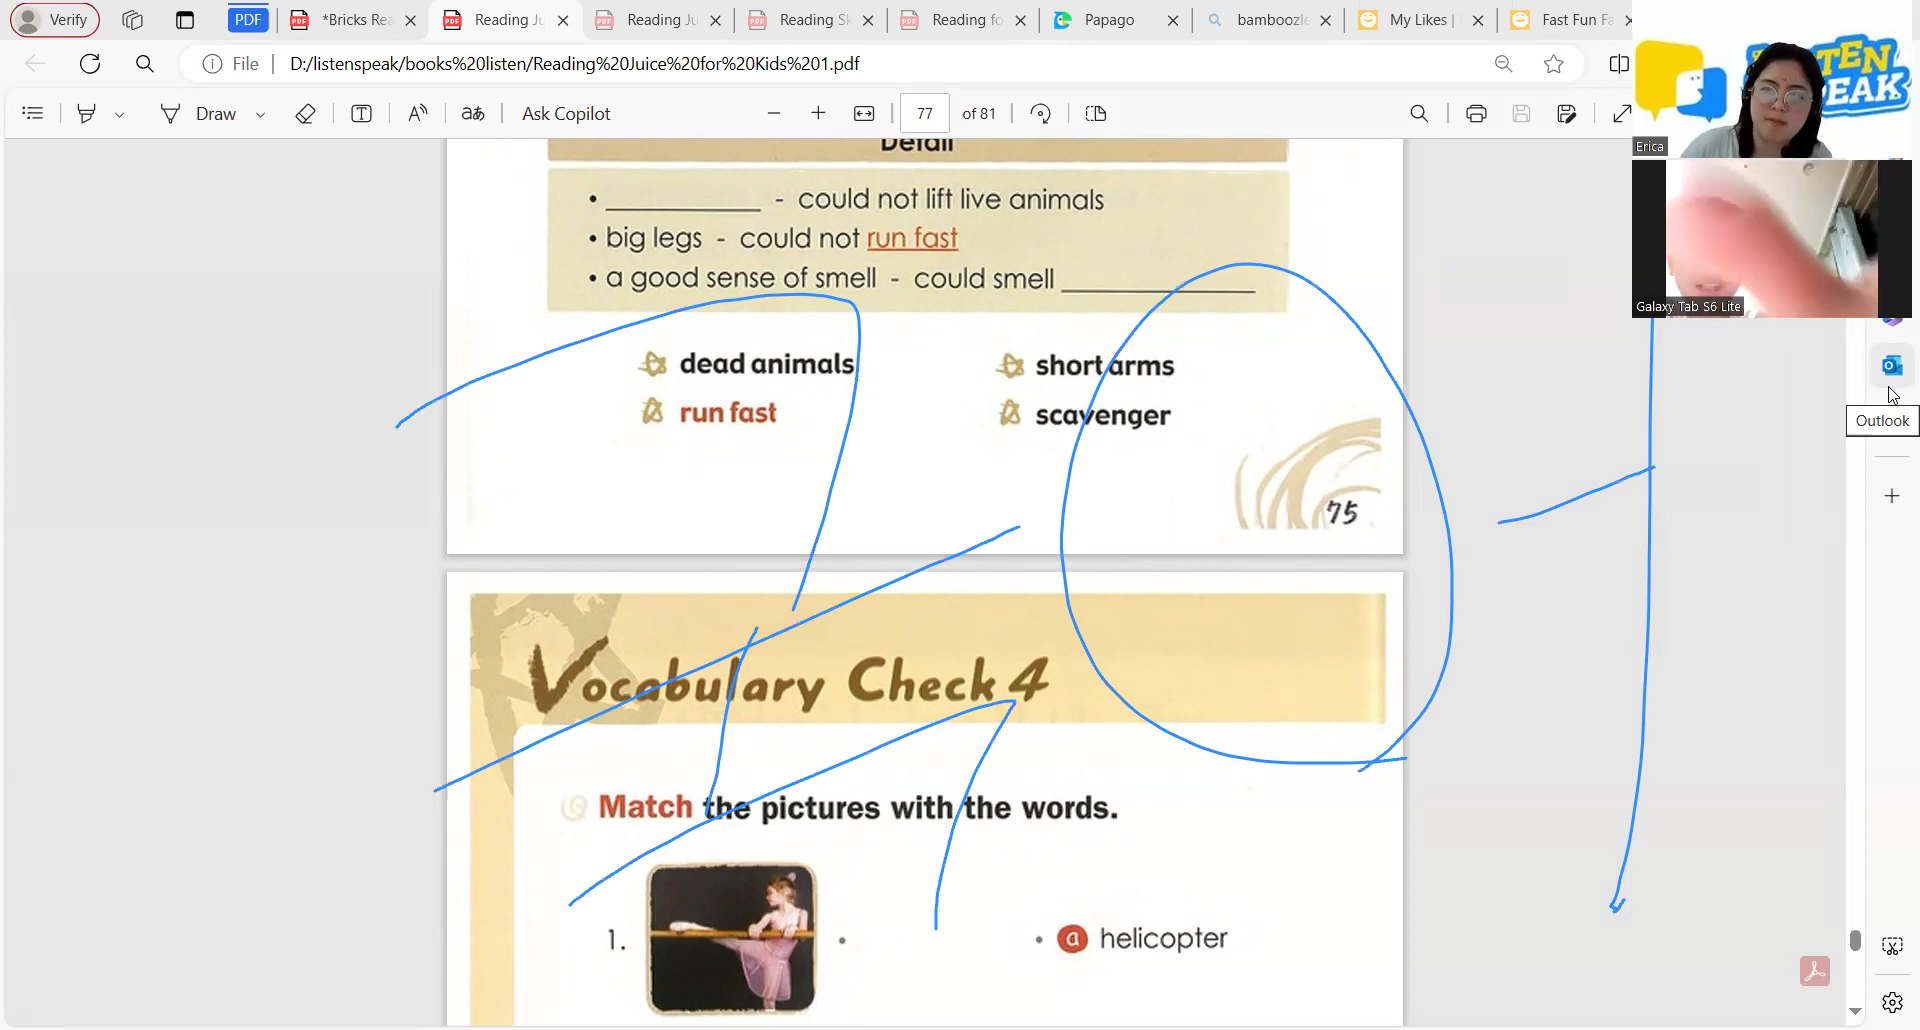 Verify
PDF
*Bricks Rea
Reading Ju
Reading Ju
Reading Sk
Reading fo
Papago
bamboozle
My Likes |
Fast Fun Fa
File
D:/listenspeak/books%20listen/Reading%20Juice%20for%20Kids%201.pdf
Draw
Ask Copilot
77 of 81
Erica
Galaxy Tab S6 Lite
Outlook
Detail
• ___________ - could not lift live animals
• big legs - could not run fast
• a good sense of smell - could smell ______________
dead animals
short arms
run fast
scavenger
75
Vocabulary Check 4
Match the pictures with the words.
1.
a helicopter